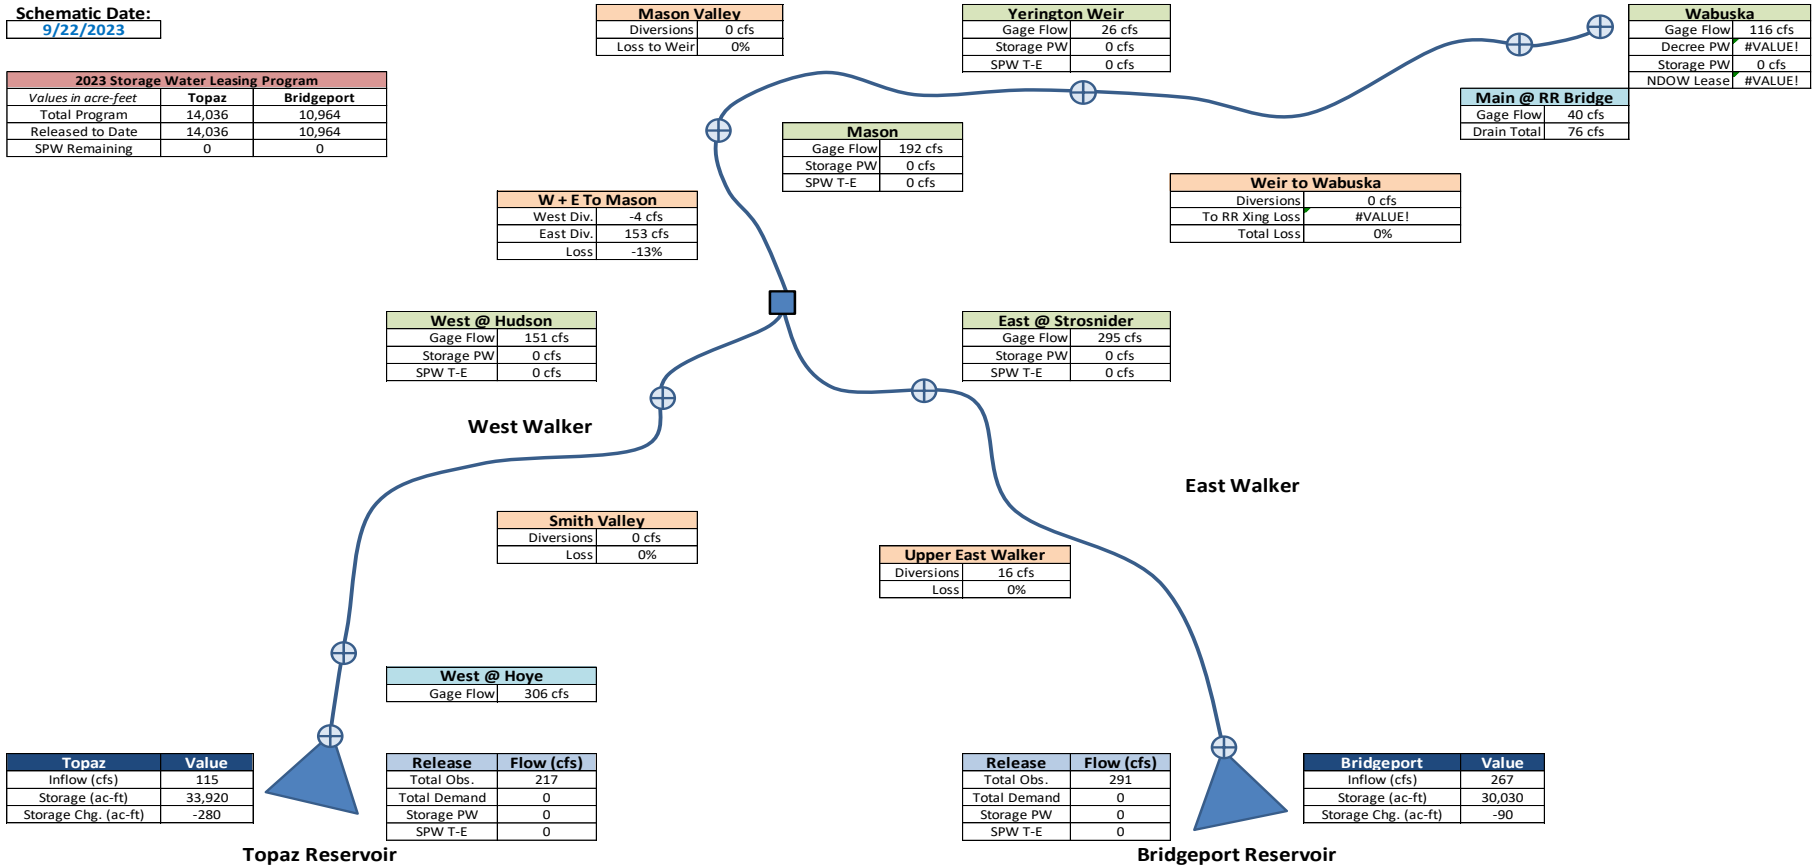 Schematic Date:
9/22/2023
2023 Storage Water Leasing Program
Values in acre-feet Topaz Bridgeport
Total Program 14,036 10,964
Released to Date 14,036 10,964
SPW Remaining 0 0
Mason Valley
Diversions 0 cfs
Loss to Weir 0%
Yerington Weir
Gage Flow 26 cfs
Storage PW 0 cfs
SPW T-E 0 cfs
Wabuska
Gage Flow 116 cfs
Decree PW #VALUE!
Storage PW 0 cfs
NDOW Lease #VALUE!
Main @ RR Bridge
Gage Flow 40 cfs
Drain Total 76 cfs
Mason
Gage Flow 192 cfs
Storage PW 0 cfs
SPW T-E 0 cfs
Weir to Wabuska
Diversions 0 cfs
To RR Xing Loss #VALUE!
Total Loss 0%
W + E To Mason
West Div. -4 cfs
East Div. 153 cfs
Loss -13%
West @ Hudson
Gage Flow 151 cfs
Storage PW 0 cfs
SPW T-E 0 cfs
East @ Strosnider
Gage Flow 295 cfs
Storage PW 0 cfs
SPW T-E 0 cfs
West Walker
East Walker
Smith Valley
Diversions 0 cfs
Loss 0%
Upper East Walker
Diversions 16 cfs
Loss 0%
West @ Hoye
Gage Flow 306 cfs
Topaz Value
Inflow (cfs) 115
Storage (ac-ft) 33,920
Storage Chg. (ac-ft) -280
Release Flow (cfs)
Total Obs. 217
Total Demand 0
Storage PW 0
SPW T-E 0
Topaz Reservoir
Release Flow (cfs)
Total Obs. 291
Total Demand 0
Storage PW 0
SPW T-E 0
Bridgeport Value
Inflow (cfs) 267
Storage (ac-ft) 30,030
Storage Chg. (ac-ft) -90
Bridgeport Reservoir